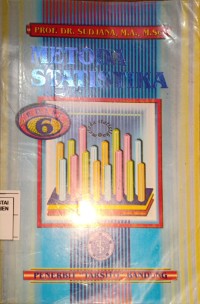 PROF. DR. SUDJANA, M.A., M.Sc.
METODA
STATISTIKA
6
PENERBIT "TARSITO" BANDUNG